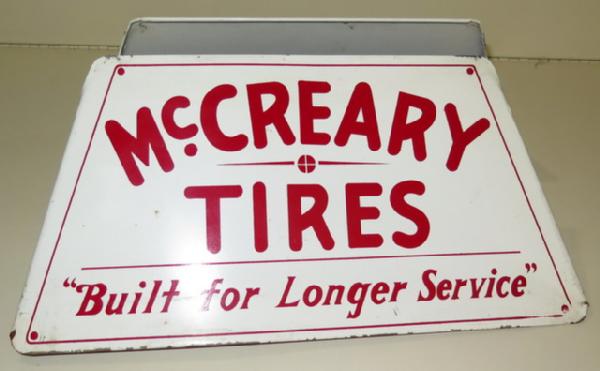 McCREARY
TIRES
"Built for Longer Service"